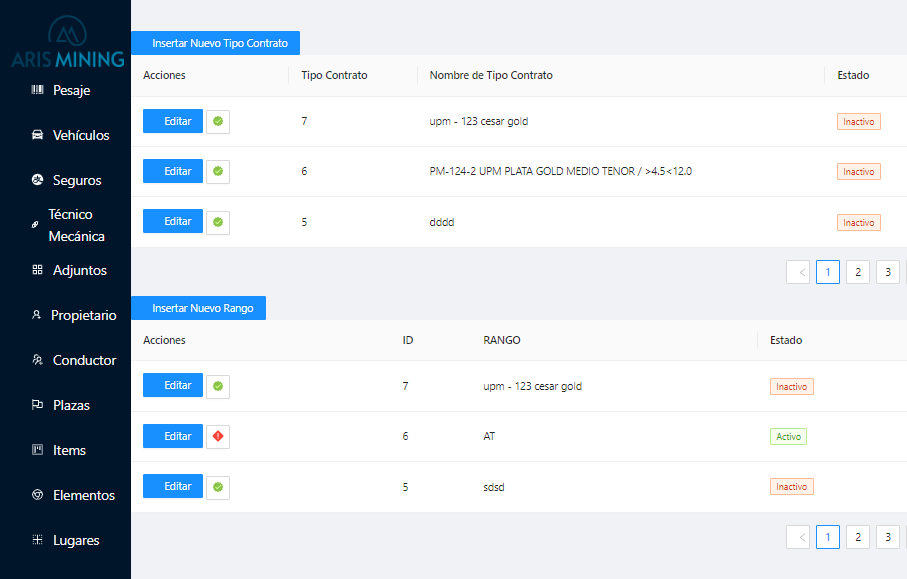 ARIS MINING
Pesaje
Vehículos
Seguros
Técnico
Mecánica
Adjuntos
Propietario
Conductor
Plazas
Items
Elementos
Lugares
Insertar Nuevo Tipo Contrato
Acciones Tipo Contrato Nombre de Tipo Contrato Estado
Editar 7 upm - 123 cesar gold Inactivo
Editar 6 PM-124-2 UPM PLATA GOLD MEDIO TENOR / >4.5<12.0 Inactivo
Editar 5 dddd Inactivo
< 1 2 3
Insertar Nuevo Rango
Acciones ID RANGO Estado
Editar 7 upm - 123 cesar gold Inactivo
Editar 6 AT Activo
Editar 5 sdsd Inactivo
< 1 2 3